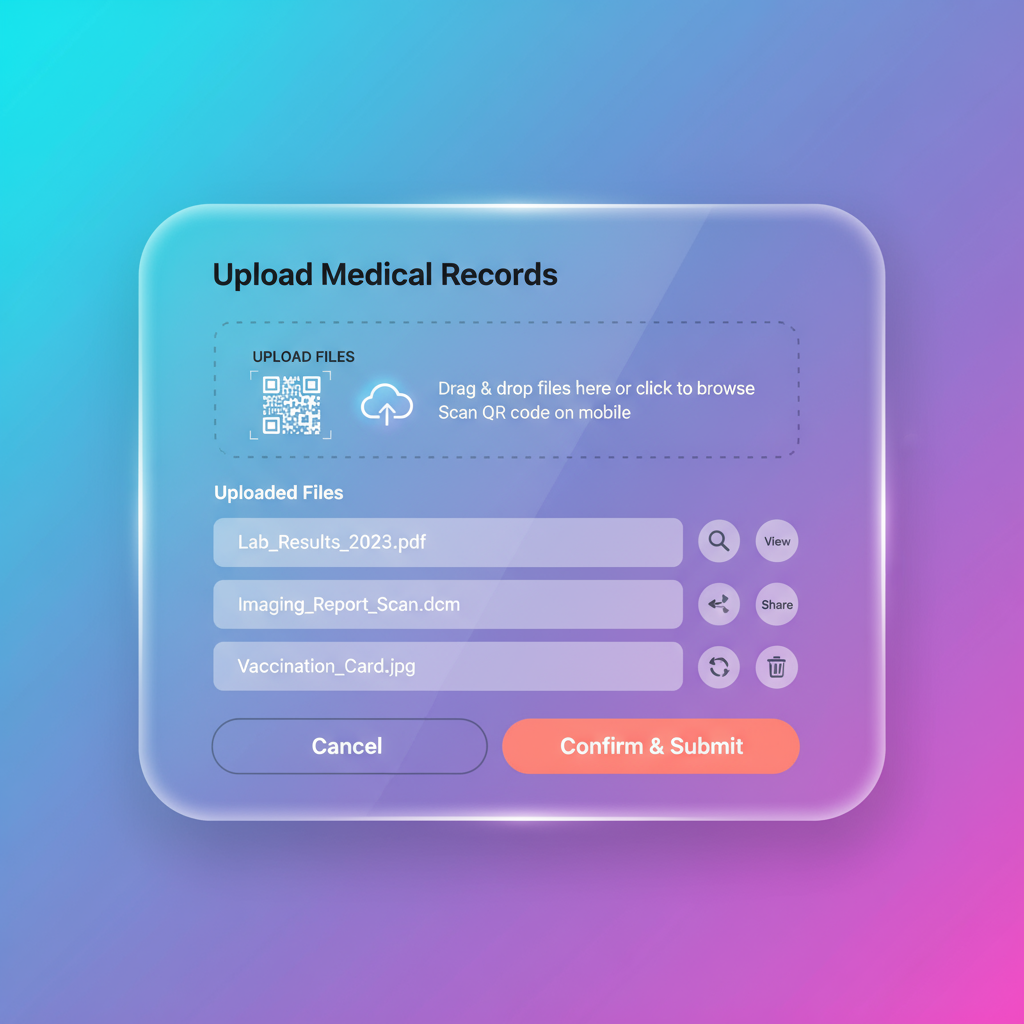 Upload Medical Records
UPLOAD FILES
Drag & drop files here or click to browse
Scan QR code on mobile
Uploaded Files
Lab_Results_2023.pdf
View
Imaging_Report_Scan.dcm
Share
Vaccination_Card.jpg
Cancel
Confirm & Submit